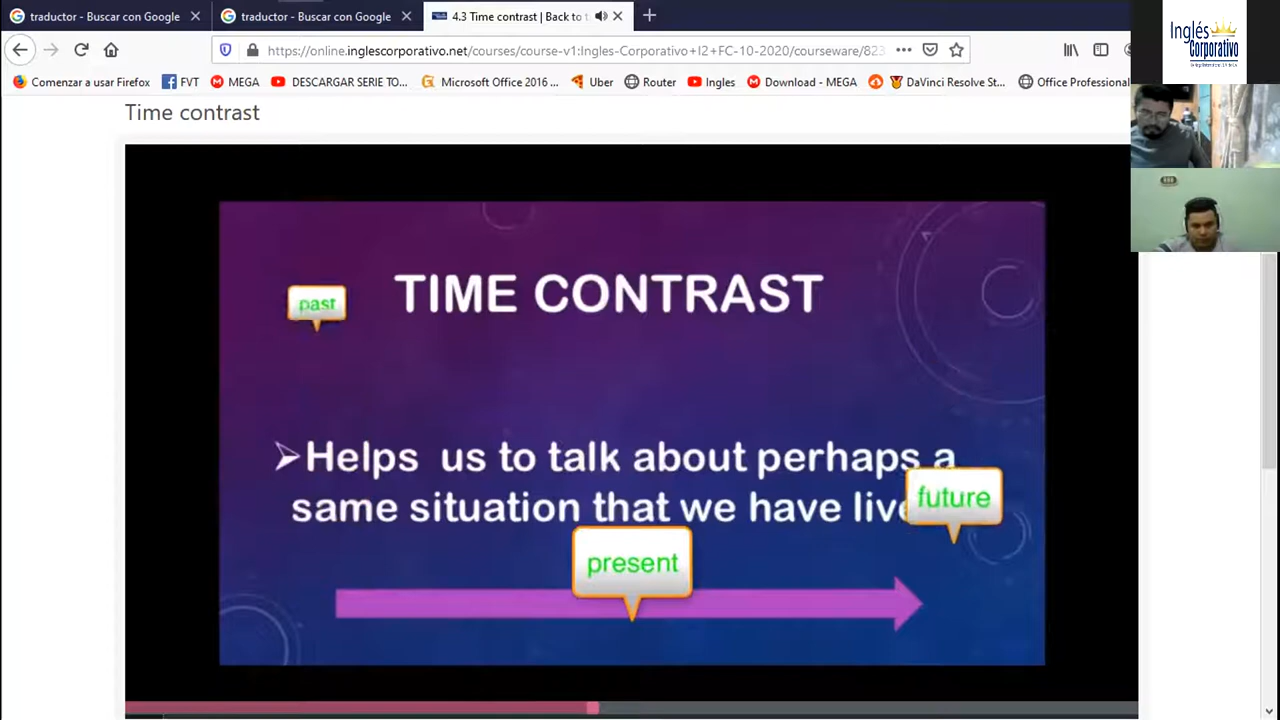 traductor - Buscar con Google
traductor - Buscar con Google
4.3 Time contrast | Back to t
https://online.inglescorporativo.net/courses/course-v1:Ingles-Corporativo+I2+FC-10-2020/courseware/823
Comenzar a usar Firefox
FVT
MEGA
DESCARGAR SERIE TO...
Microsoft Office 2016 ...
Uber
Router
Ingles
Download - MEGA
DaVinci Resolve St...
Office Professional
Inglés
Corporativo
Time contrast
past
TIME CONTRAST
Helps us to talk about perhaps a
same situation that we have live
future
present